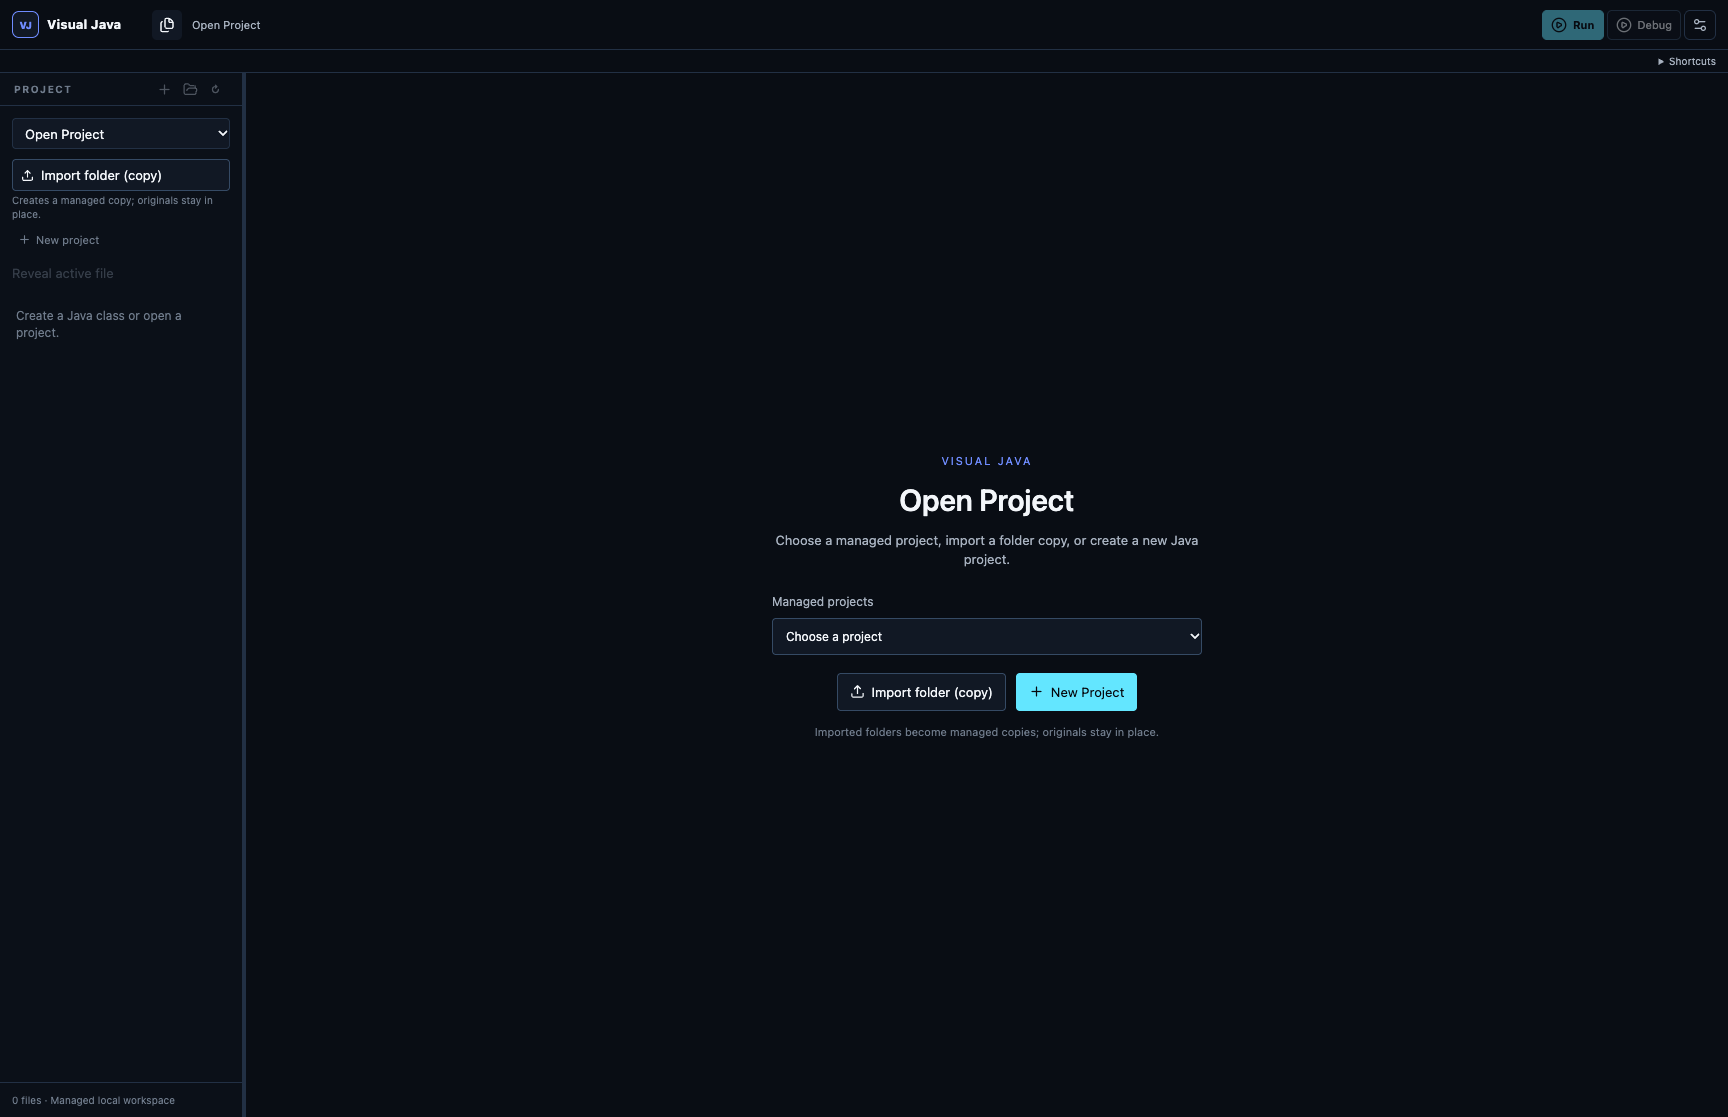 VJ Visual Java Open Project Run Debug
Shortcuts
PROJECT
Open Project
Import folder (copy)
Creates a managed copy; originals stay in
place.
New project
Reveal active file
Create a Java class or open a
project.
VISUAL JAVA
Open Project
Choose a managed project, import a folder copy, or create a new Java
project.
Managed projects
Choose a project
Import folder (copy) New Project
Imported folders become managed copies; originals stay in place.
0 files · Managed local workspace